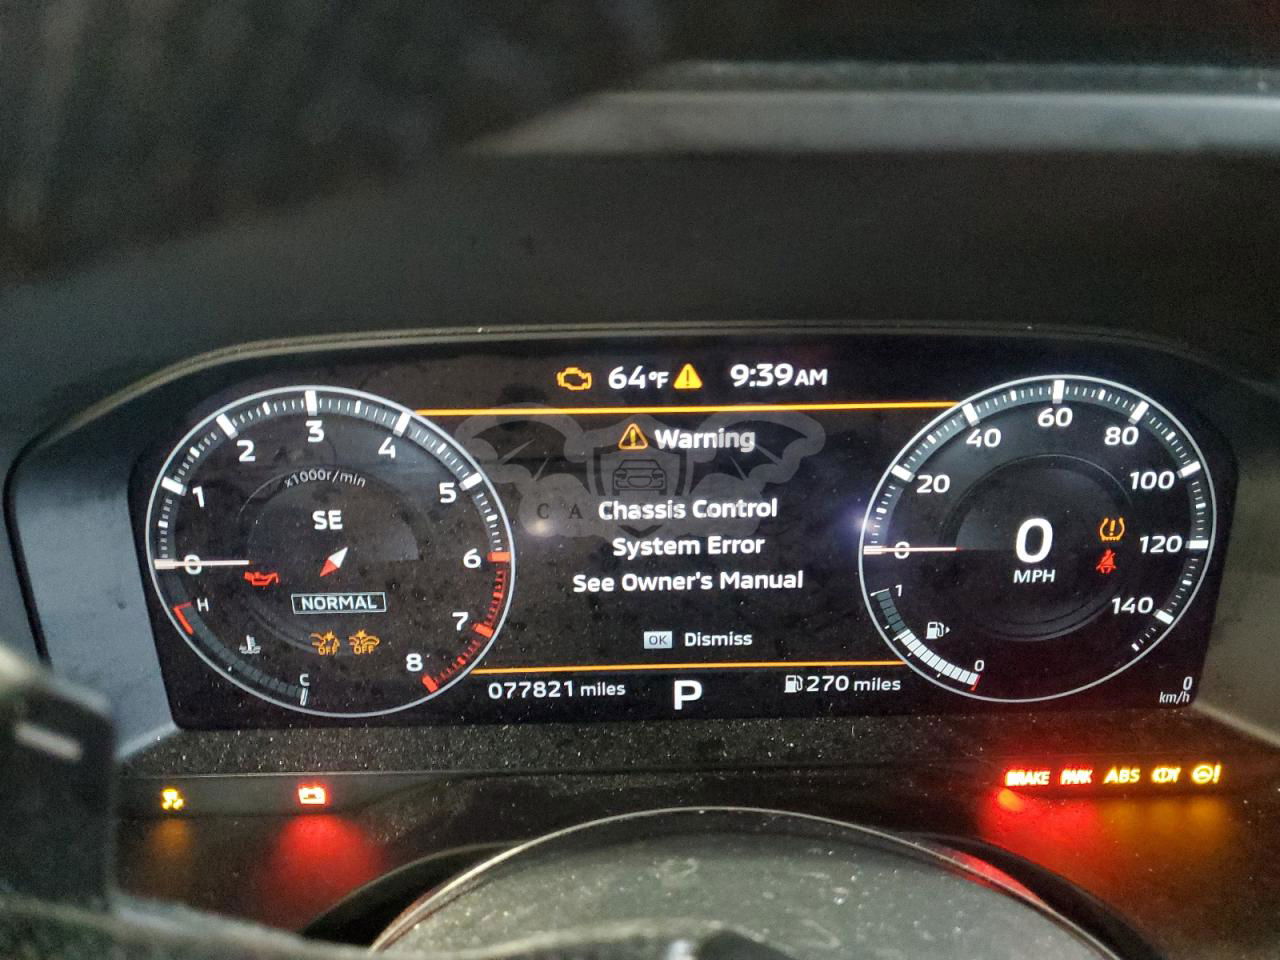 64°F
9:39AM
Warning
Chassis Control
System Error
See Owner's Manual
OK Dismiss
077821 miles
P
270 miles
0
1
2
3
4
5
6
7
8
x1000r/min
SE
NORMAL
H
C
OFF OFF
0
20
40
60
80
100
120
140
0
MPH
1
0
0
km/h
BRAKE PARK ABS